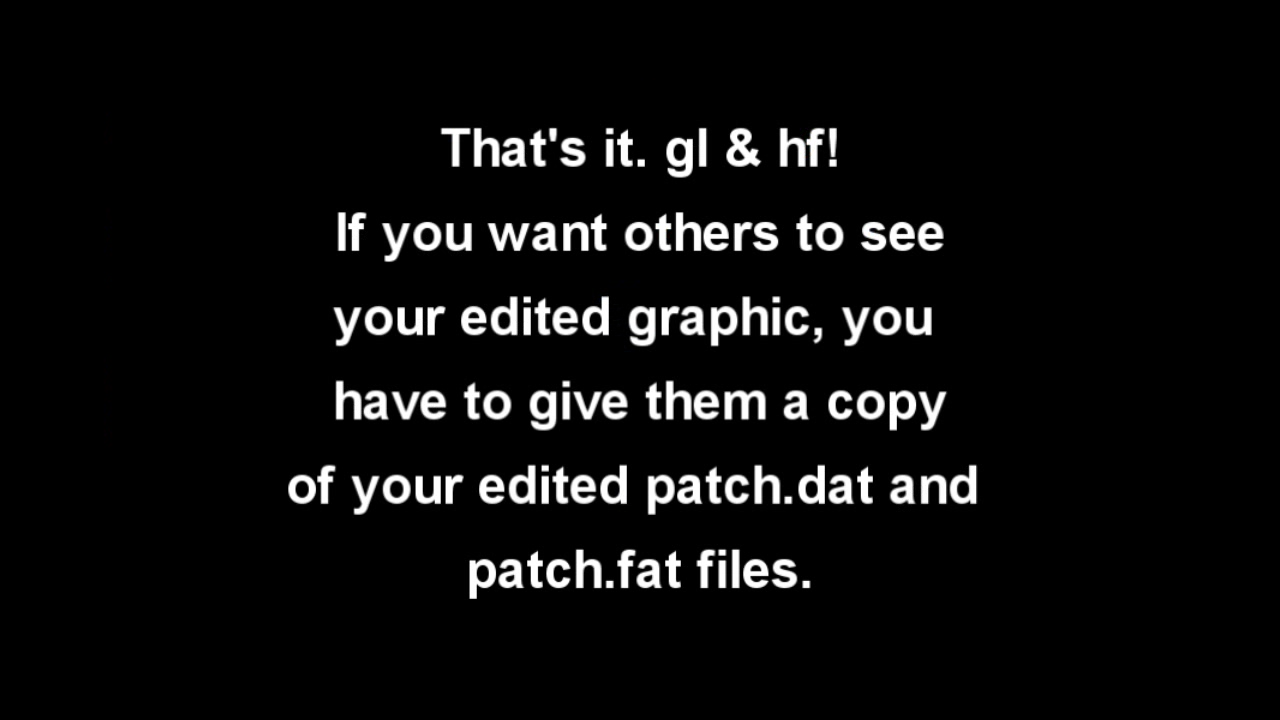 That's it. gl & hf!
If you want others to see
your edited graphic, you
have to give them a copy
of your edited patch.dat and
patch.fat files.